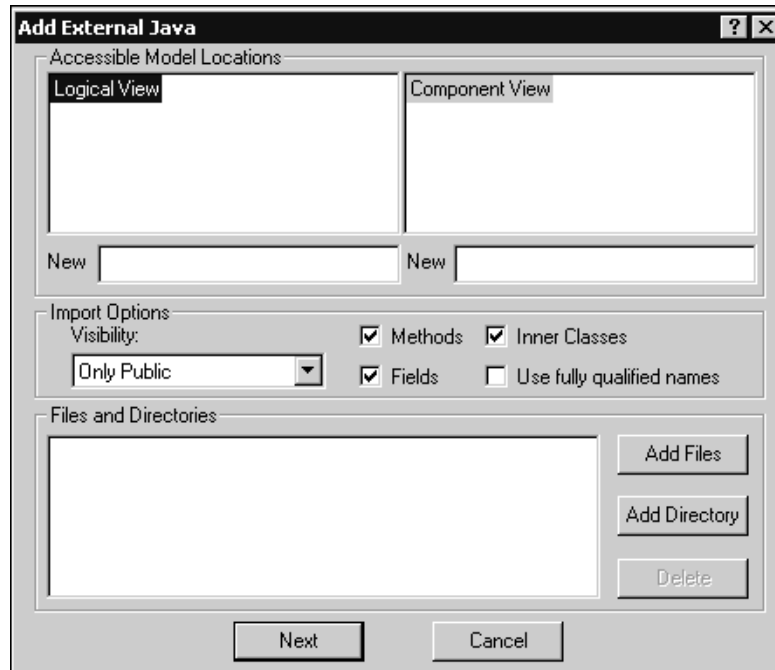 Add External Java
Accessible Model Locations
Logical View
Component View
New
New
Import Options
Visibility:
Only Public
Methods
Inner Classes
Fields
Use fully qualified names
Files and Directories
Add Files
Add Directory
Delete
Next
Cancel